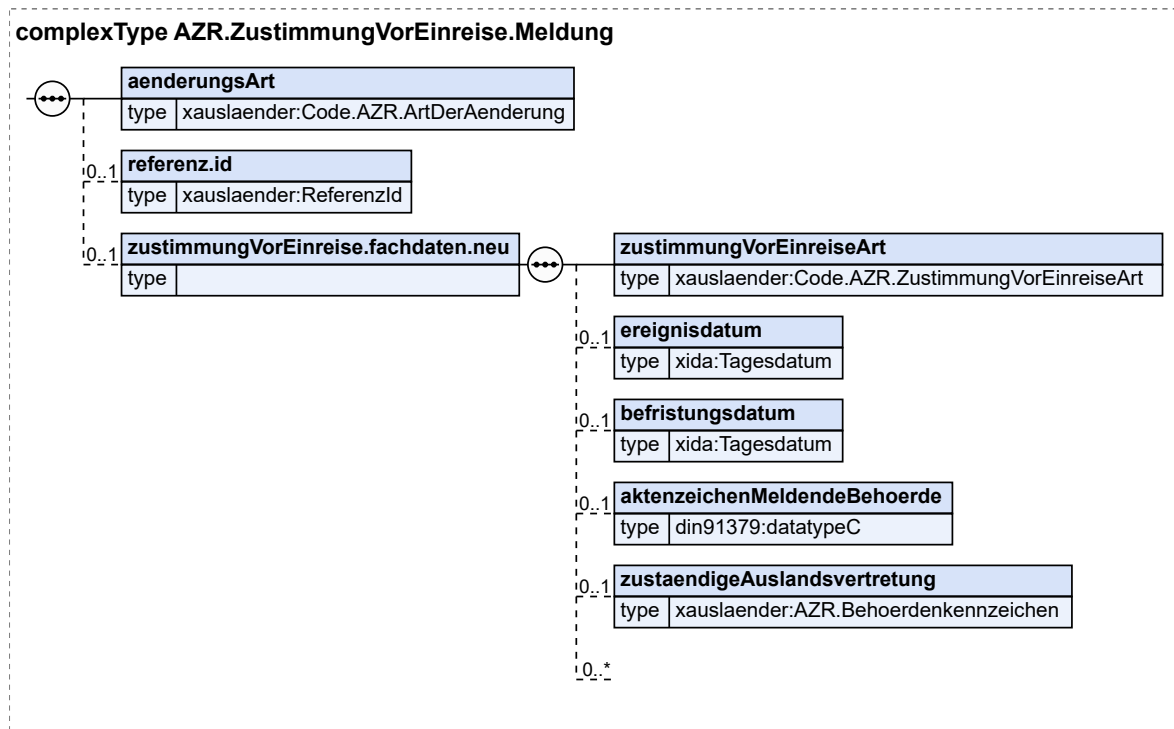 complexType AZR.ZustimmungVorEinreise.Meldung
aenderungsArt
type xauslaender:Code.AZR.ArtDerAenderung
0..1 referenz.id
type xauslaender:ReferenzId
0..1 zustimmungVorEinreise.fachdaten.neu
type
zustimmungVorEinreiseArt
type xauslaender:Code.AZR.ZustimmungVorEinreiseArt
0..1 ereignisdatum
type xida:Tagesdatum
0..1 befristungsdatum
type xida:Tagesdatum
0..1 aktenzeichenMeldendeBehoerde
type din91379:datatypeC
0..1 zustaendigeAuslandsvertretung
type xauslaender:AZR.Behoerdenkennzeichen
0..*